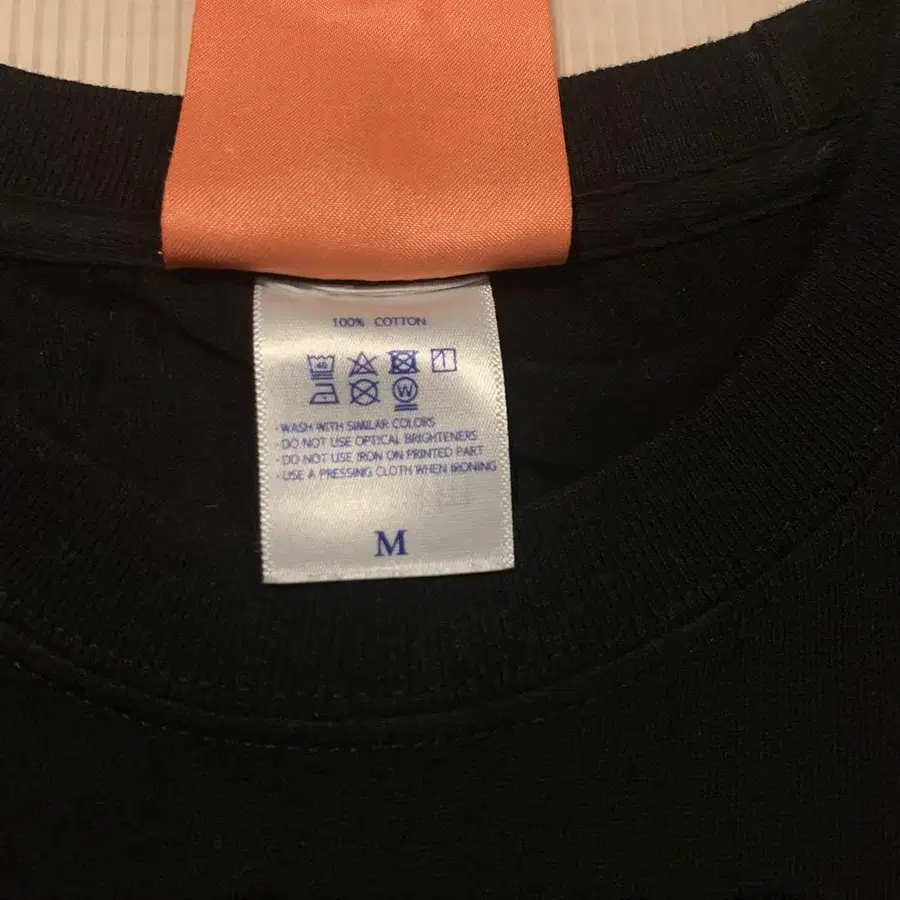 100% COTTON
40
W
-WASH WITH SIMILAR COLORS
-DO NOT USE OPTICAL BRIGHTENERS
-DO NOT USE IRON ON PRINTED PART
-USE A PRESSING CLOTH WHEN IRONING
M